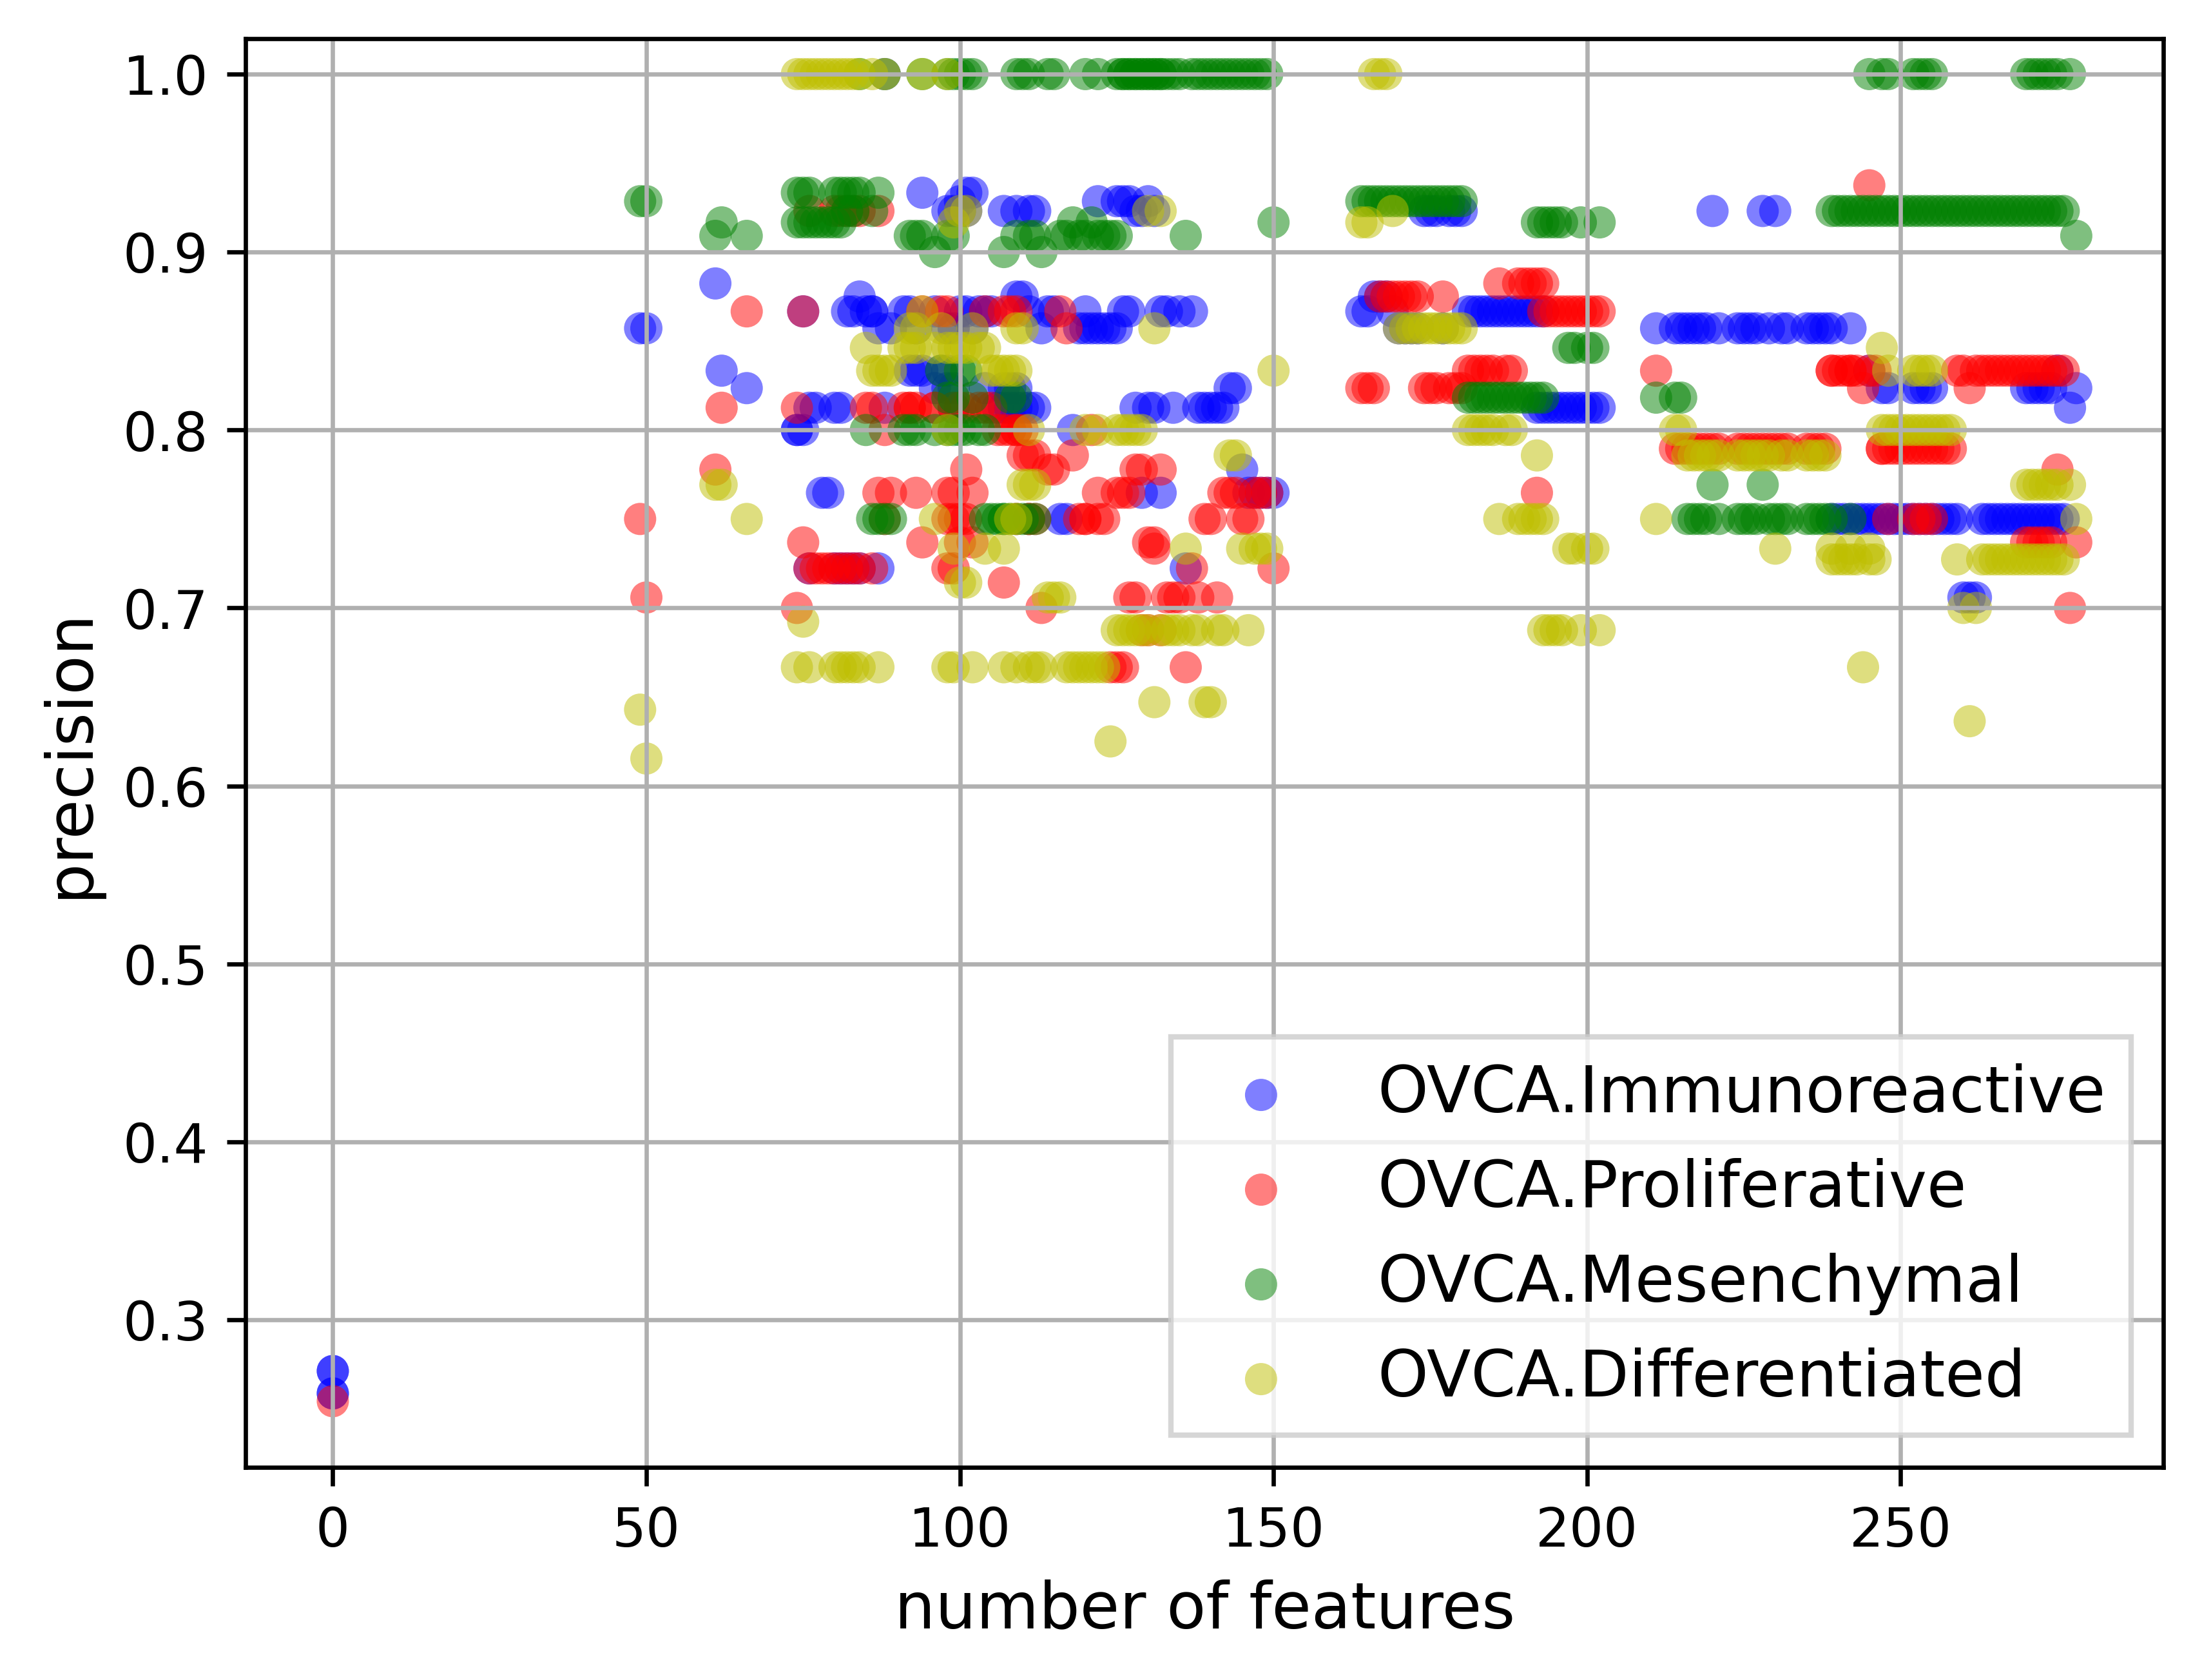 1.0
0.9
0.8
0.7
0.6
0.5
0.4
0.3
precision
OVCA.Immunoreactive
OVCA.Proliferative
OVCA.Mesenchymal
OVCA.Differentiated
0 50 100 150 200 250
number of features